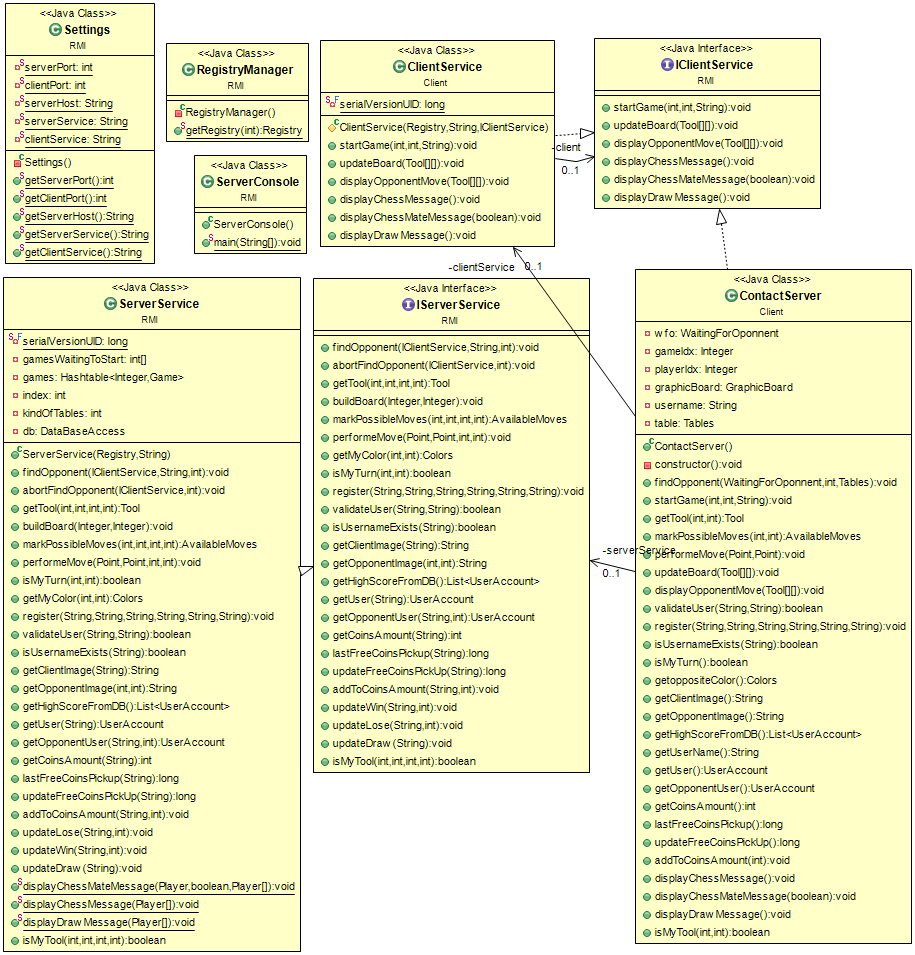 <<Java Class>>
Settings
RMI
serverPort: int
clientPort: int
serverHost: String
serverService: String
clientService: String
Settings()
getServerPort():int
getClientPort():int
getServerHost():String
getServerService():String
getClientService():String
<<Java Class>>
RegistryManager
RMI
RegistryManager()
getRegistry(int):Registry
<<Java Class>>
ServerConsole
RMI
ServerConsole()
main(String[]):void
<<Java Class>>
ClientService
Client
serialVersionUID: long
ClientService(Registry,String,IClientService)
startGame(int,int,String):void
updateBoard(Tool[][]):void
displayOpponentMove(Tool[][]):void
displayChessMessage():void
displayChessMateMessage(boolean):void
displayDrawMessage():void
-client
0..1
<<Java Interface>>
IClientService
RMI
startGame(int,int,String):void
updateBoard(Tool[][]):void
displayOpponentMove(Tool[][]):void
displayChessMessage():void
displayChessMateMessage(boolean):void
displayDrawMessage():void
-clientService 0..1
<<Java Class>>
ServerService
RMI
serialVersionUID: long
gamesWaitingToStart: int[]
games: Hashtable<Integer,Game>
index: int
kindOfTables: int
db: DataBaseAccess
ServerService(Registry,String)
findOpponent(IClientService,String,int):void
abortFindOpponent(IClientService,int):void
getTool(int,int,int,int):Tool
buildBoard(Integer,Integer):void
markPossibleMoves(int,int,int,int):AvailableMoves
performeMove(Point,Point,int,int):void
isMyTurn(int,int):boolean
getMyColor(int,int):Colors
register(String,String,String,String,String,String):void
validateUser(String,String):boolean
isUsernameExists(String):boolean
getClientImage(String):String
getOpponentImage(int,int):String
getHighScoreFromDB():List<UserAccount>
getUser(String):UserAccount
getOpponentUser(String,int):UserAccount
getCoinsAmount(String):int
lastFreeCoinsPickup(String):long
updateFreeCoinsPickUp(String):long
addToCoinsAmount(String,int):void
updateLose(String,int):void
updateWin(String,int):void
updateDraw(String):void
displayChessMateMessage(Player,boolean,Player[]):void
displayChessMessage(Player[]):void
displayDrawMessage(Player[]):void
isMyTool(int,int,int,int):boolean
<<Java Interface>>
IServerService
RMI
findOpponent(IClientService,String,int):void
abortFindOpponent(IClientService,int):void
getTool(int,int,int,int):Tool
buildBoard(Integer,Integer):void
markPossibleMoves(int,int,int,int):AvailableMoves
performeMove(Point,Point,int,int):void
getMyColor(int,int):Colors
isMyTurn(int,int):boolean
register(String,String,String,String,String,String):void
validateUser(String,String):boolean
isUsernameExists(String):boolean
getClientImage(String):String
getOpponentImage(int,int):String
getHighScoreFromDB():List<UserAccount>
getUser(String):UserAccount
getOpponentUser(String,int):UserAccount
getCoinsAmount(String):int
lastFreeCoinsPickup(String):long
updateFreeCoinsPickUp(String):long
addToCoinsAmount(String,int):void
updateWin(String,int):void
updateLose(String,int):void
updateDraw(String):void
isMyTool(int,int,int,int):boolean
-serverService
0..1
<<Java Class>>
ContactServer
Client
wfo: WaitingForOponnent
gameIdx: Integer
playerIdx: Integer
graphicBoard: GraphicBoard
username: String
table: Tables
ContactServer()
constructor():void
findOpponent(WaitingForOponnent,int,Tables):void
startGame(int,int,String):void
getTool(int,int):Tool
markPossibleMoves(int,int):AvailableMoves
performeMove(Point,Point):void
updateBoard(Tool[][]):void
displayOpponentMove(Tool[][]):void
validateUser(String,String):boolean
register(String,String,String,String,String,String):void
isUsernameExists(String):boolean
isMyTurn():boolean
getoppositeColor():Colors
getClientImage():String
getOpponentImage():String
getHighScoreFromDB():List<UserAccount>
getUserName():String
getUser():UserAccount
getOpponentUser():UserAccount
getCoinsAmount():int
lastFreeCoinsPickup():long
updateFreeCoinsPickUp():long
addToCoinsAmount(int):void
displayChessMessage():void
displayChessMateMessage(boolean):void
displayDrawMessage():void
isMyTool(int,int):boolean